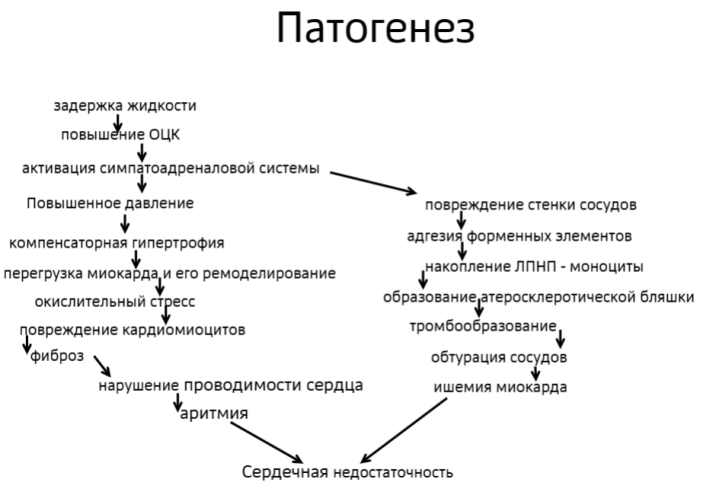 Патогенез
задержка жидкости
повышение ОЦК
активация симпатоадреналовой системы
Повышенное давление
компенсаторная гипертрофия
перегрузка миокарда и его ремоделирование
окислительный стресс
повреждение кардиомиоцитов
фиброз
нарушение проводимости сердца
аритмия
повреждение стенки сосудов
адгезия форменных элементов
накопление ЛПНП - моноциты
образование атеросклеротической бляшки
тромбообразование
обтурация сосудов
ишемия миокарда
Сердечная недостаточность